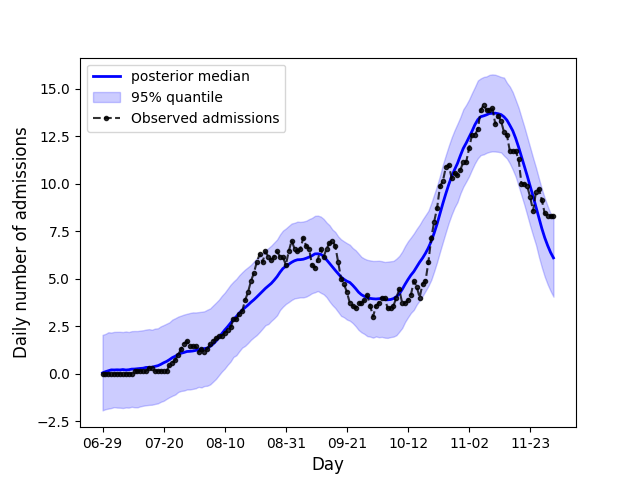 posterior median
95% quantile
Observed admissions
15.0
12.5
10.0
7.5
5.0
2.5
0.0
−2.5
Daily number of admissions
06-29 07-20 08-10 08-31 09-21 10-12 11-02 11-23
Day